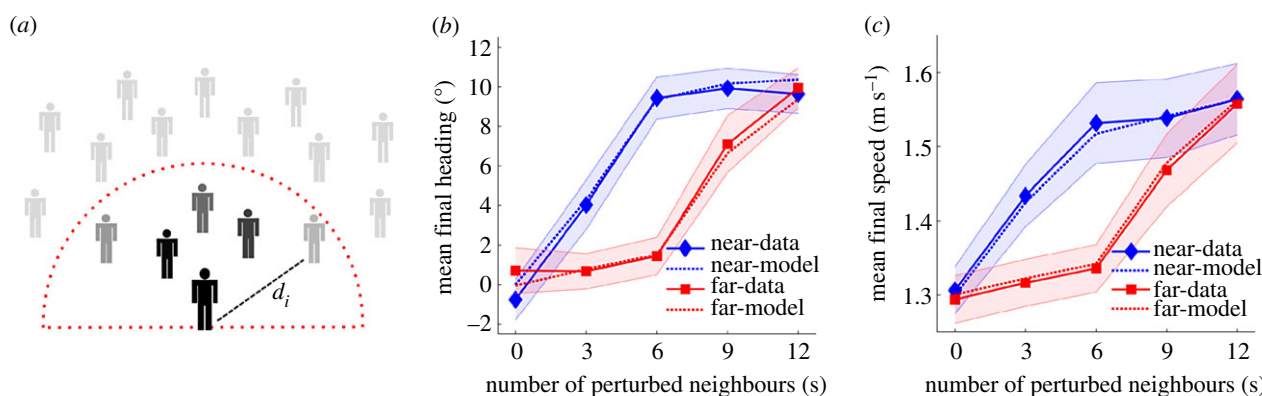 (a)
d_i
(b)
12
10
8
6
4
2
0
−2
mean final heading (°)
near-data
near-model
far-data
far-model
0 3 6 9 12
number of perturbed neighbours (s)
(c)
1.6
1.5
1.4
1.3
mean final speed (m s⁻¹)
near-data
near-model
far-data
far-model
0 3 6 9 12
number of perturbed neighbours (s)